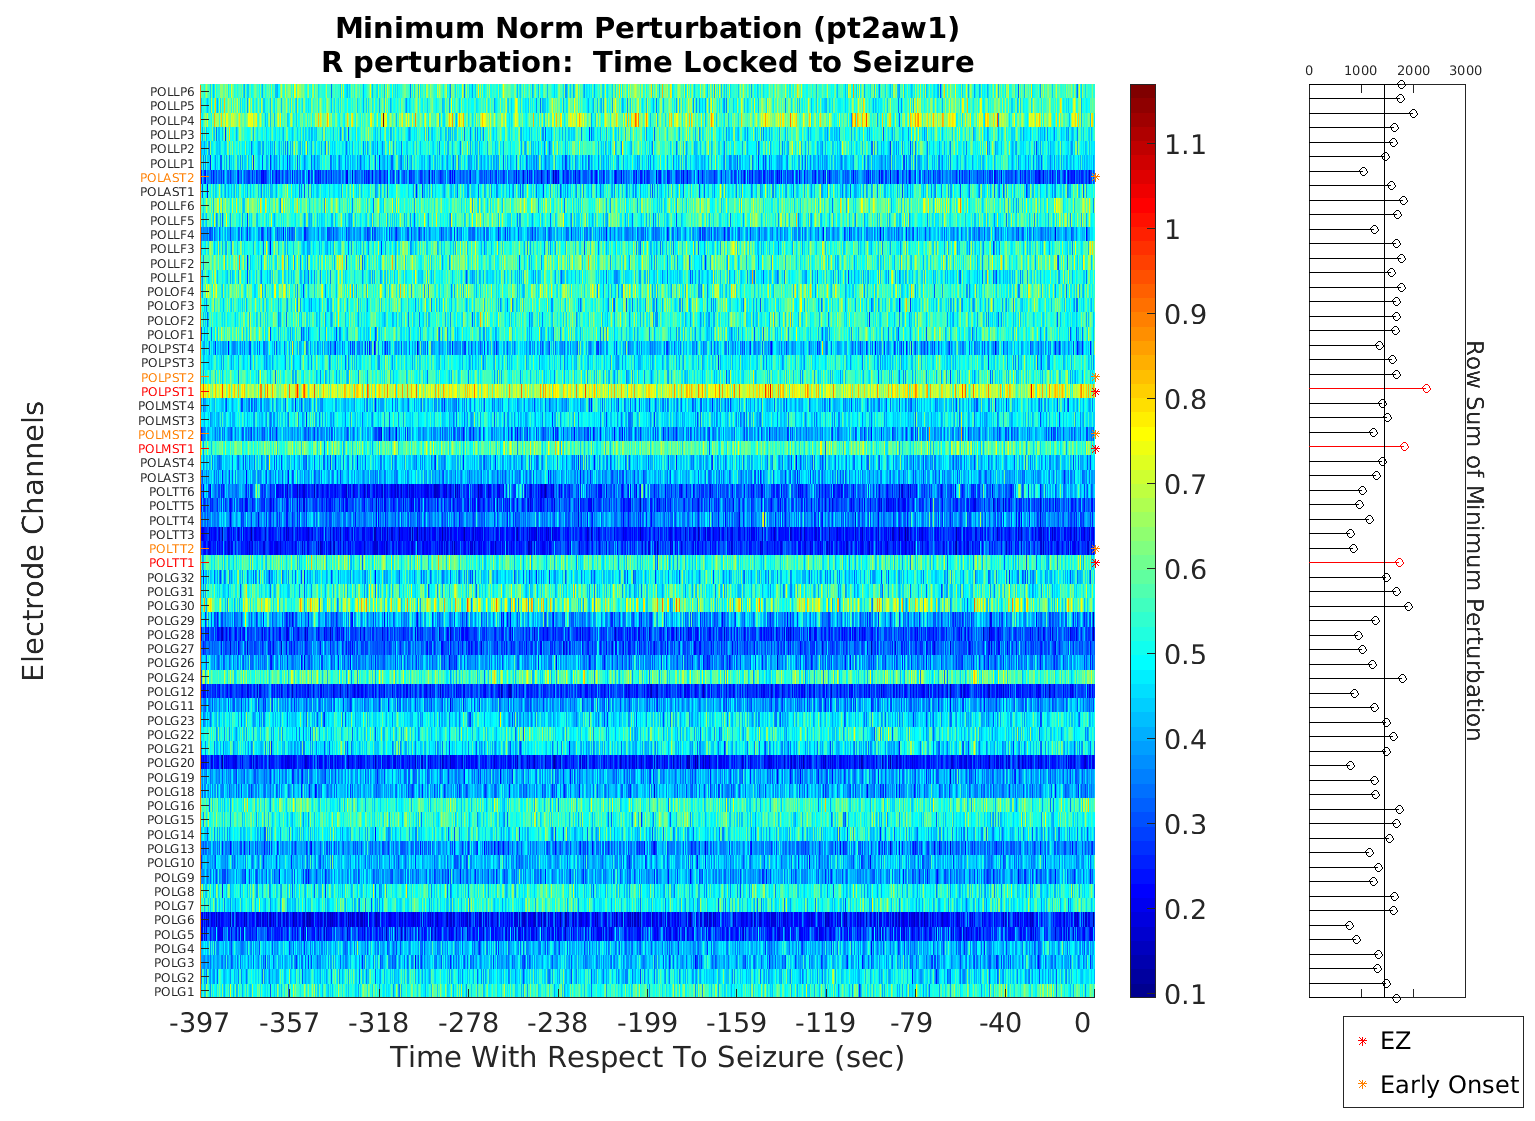 Minimum Norm Perturbation (pt2aw1)
R perturbation:  Time Locked to Seizure
Electrode Channels
POLLP6
POLLP5
POLLP4
POLLP3
POLLP2
POLLP1
POLAST2
POLAST1
POLLF6
POLLF5
POLLF4
POLLF3
POLLF2
POLLF1
POLOF4
POLOF3
POLOF2
POLOF1
POLPST4
POLPST3
POLPST2
POLPST1
POLMST4
POLMST3
POLMST2
POLMST1
POLAST4
POLAST3
POLTT6
POLTT5
POLTT4
POLTT3
POLTT2
POLTT1
POLG32
POLG31
POLG30
POLG29
POLG28
POLG27
POLG26
POLG24
POLG12
POLG11
POLG23
POLG22
POLG21
POLG20
POLG19
POLG18
POLG16
POLG15
POLG14
POLG13
POLG10
POLG9
POLG8
POLG7
POLG6
POLG5
POLG4
POLG3
POLG2
POLG1
-397 -357 -318 -278 -238 -199 -159 -119 -79 -40 0
Time With Respect To Seizure (sec)
1.1
1
0.9
0.8
0.7
0.6
0.5
0.4
0.3
0.2
0.1
0 1000 2000 3000
Row Sum of Minimum Perturbation
EZ
Early Onset